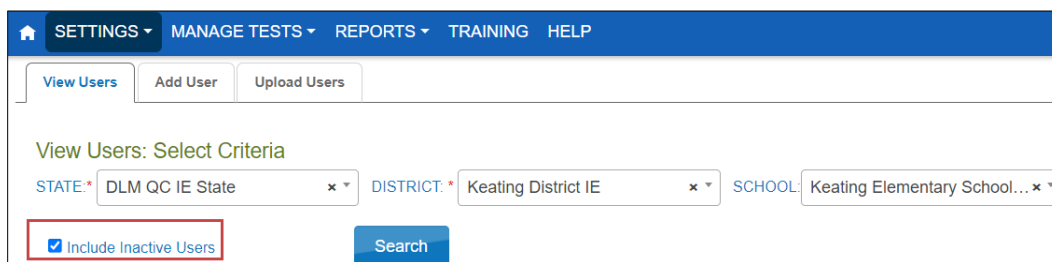 SETTINGS MANAGE TESTS REPORTS TRAINING HELP
View Users Add User Upload Users
View Users: Select Criteria
STATE:* DLM QC IE State × DISTRICT: * Keating District IE × SCHOOL: Keating Elementary School... ×
Include Inactive Users Search